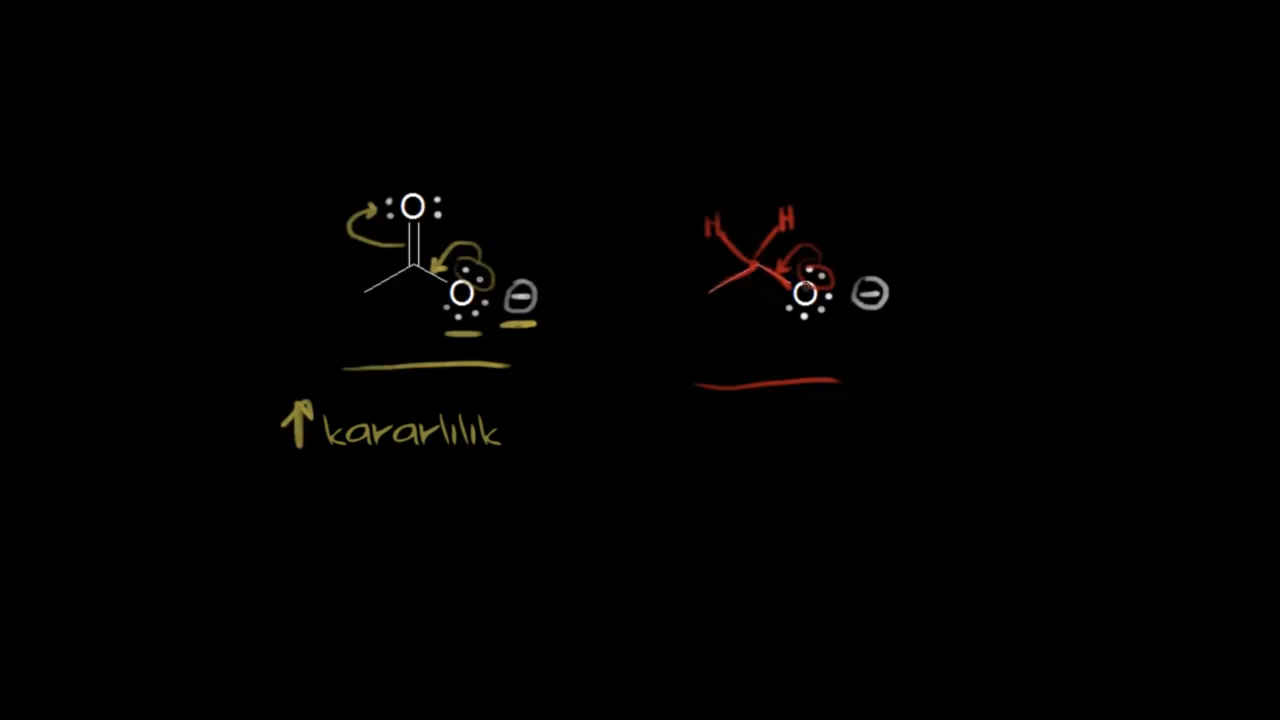 :O:
H H
O ⊖
O ⊖
↑ kararlılık